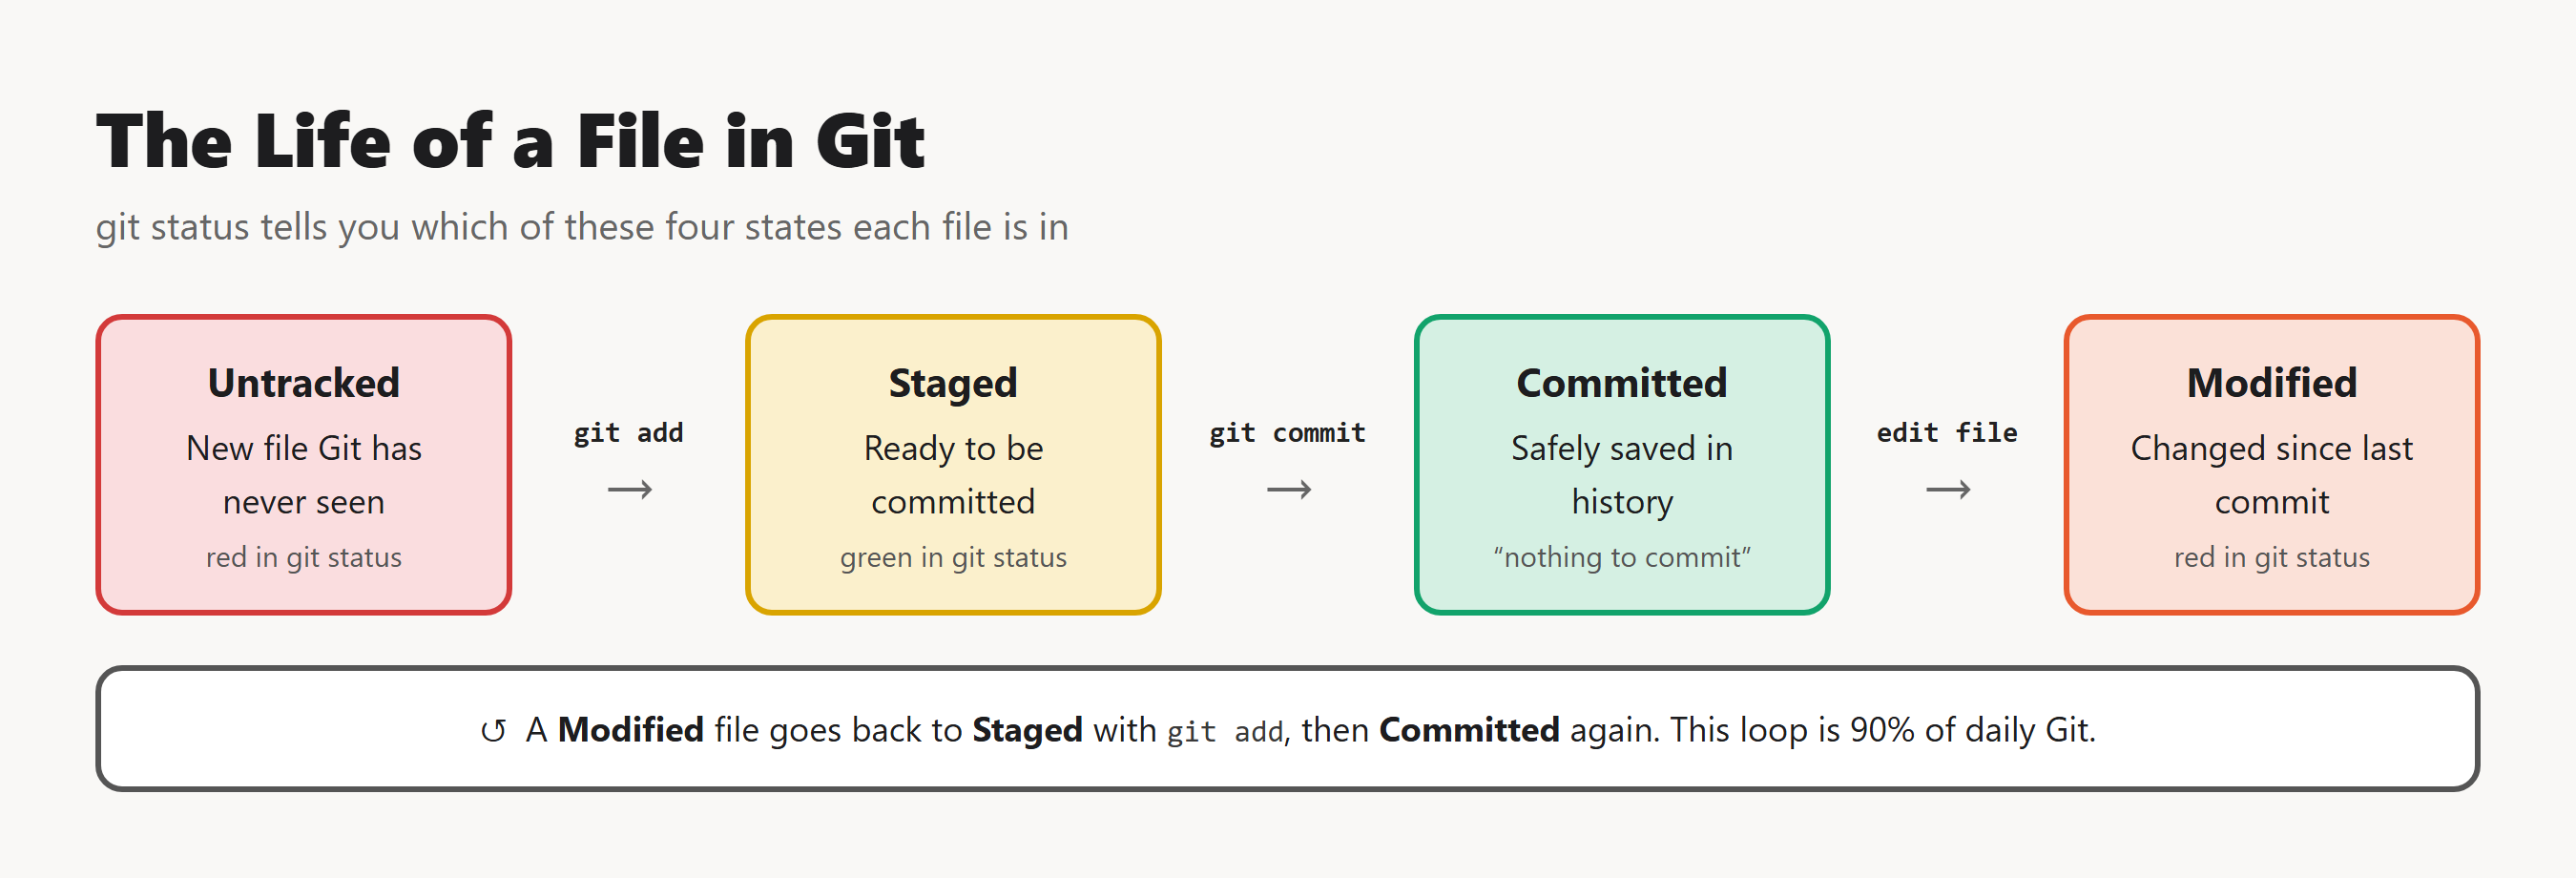 The Life of a File in Git
git status tells you which of these four states each file is in
Untracked
New file Git has
never seen
red in git status
git add
→
Staged
Ready to be
committed
green in git status
git commit
→
Committed
Safely saved in
history
“nothing to commit”
edit file
→
Modified
Changed since last
commit
red in git status
↺ A Modified file goes back to Staged with git add, then Committed again. This loop is 90% of daily Git.